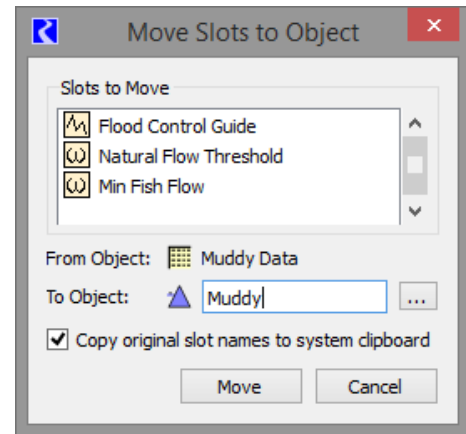 Move Slots to Object
Slots to Move
Flood Control Guide
Natural Flow Threshold
Min Fish Flow
From Object: Muddy Data
To Object: Muddy ...
Copy original slot names to system clipboard
Move Cancel